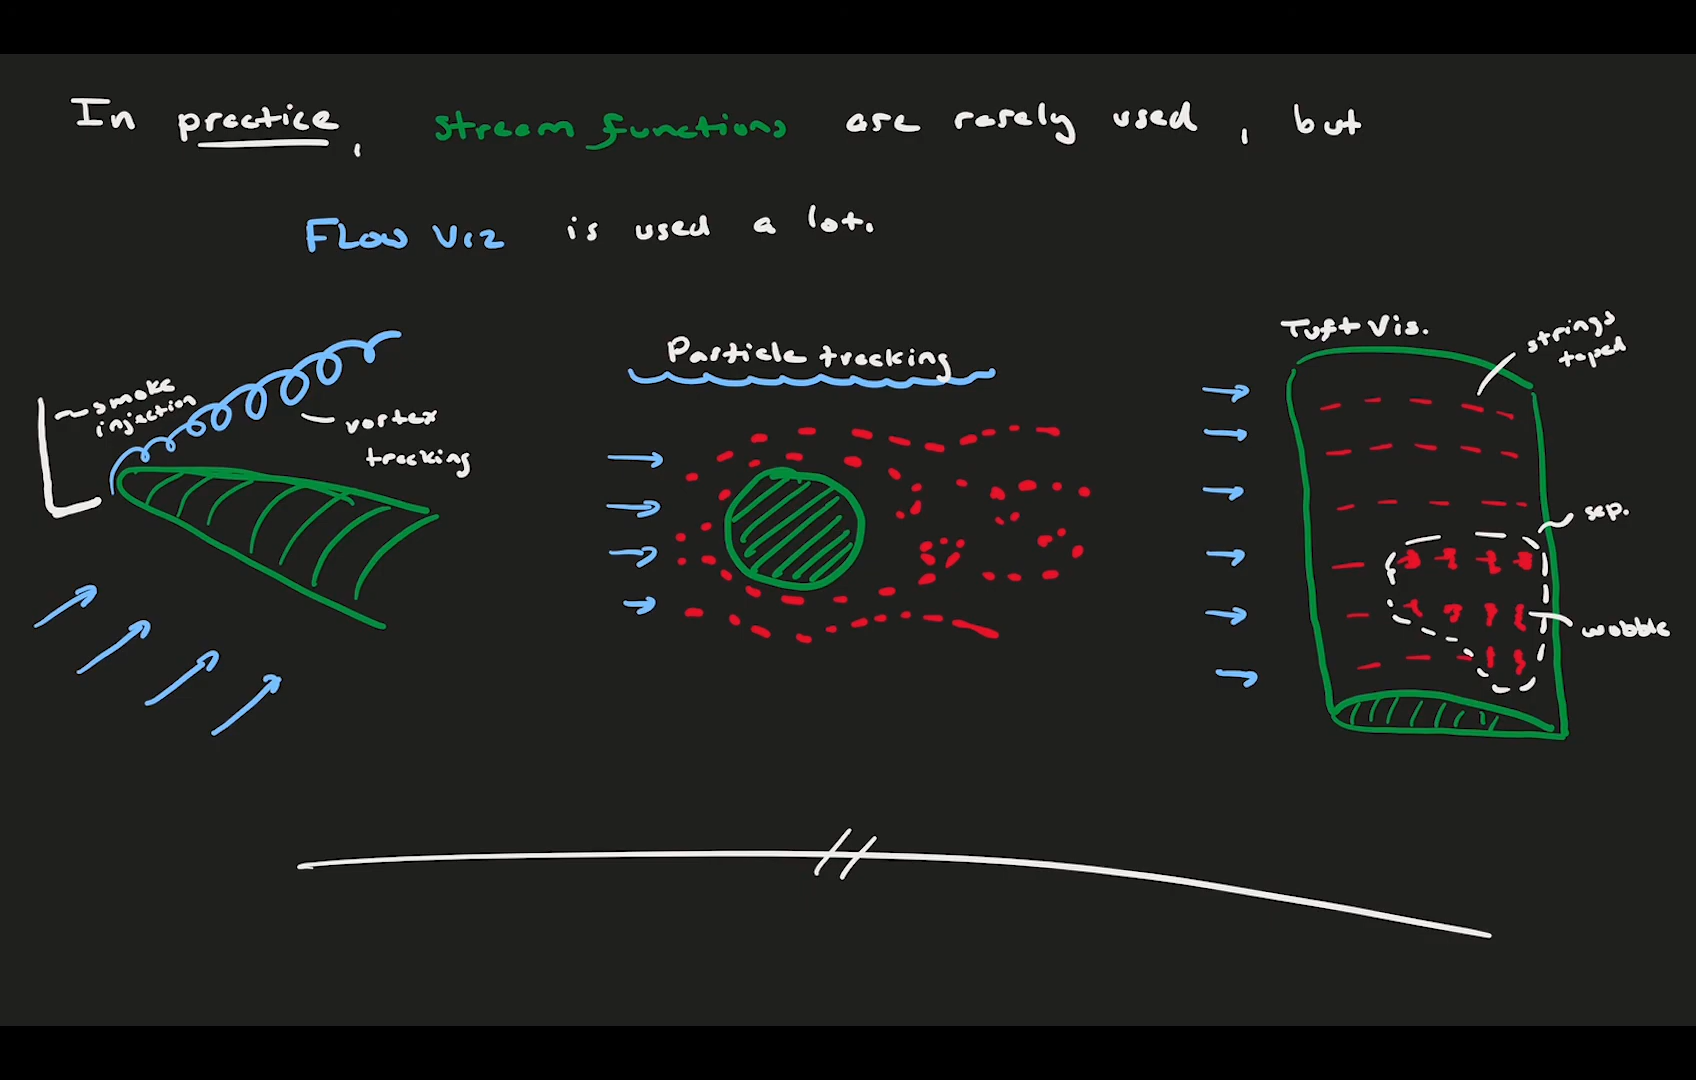 In practice, stream functions are rarely used, but
FLOW VIZ is used a lot.
smoke
injection
vortex
tracking
Particle tracking
Tuft Vis.
strings
taped
sep.
wobble